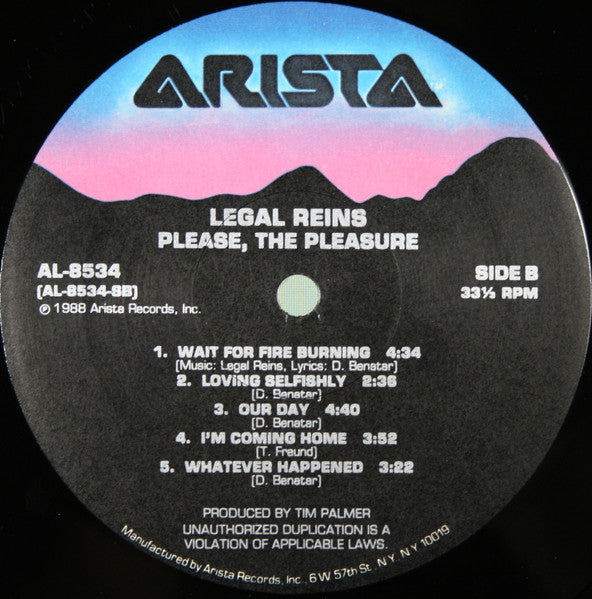 ARISTA
LEGAL REINS
PLEASE, THE PLEASURE
AL-8534
(AL-8534-SB)
℗ 1988 Arista Records, Inc.
SIDE B
33⅓ RPM
1. WAIT FOR FIRE BURNING 4:34
(Music: Legal Reins, Lyrics: D. Benatar)
2. LOVING SELFISHLY 2:36
(D. Benatar)
3. OUR DAY 4:40
(D. Benatar)
4. I'M COMING HOME 3:52
(T. Freund)
5. WHATEVER HAPPENED 3:22
(D. Benatar)
PRODUCED BY TIM PALMER
UNAUTHORIZED DUPLICATION IS A
VIOLATION OF APPLICABLE LAWS.
Manufactured by Arista Records, Inc., 6 W 57th St. N.Y. N.Y 10019